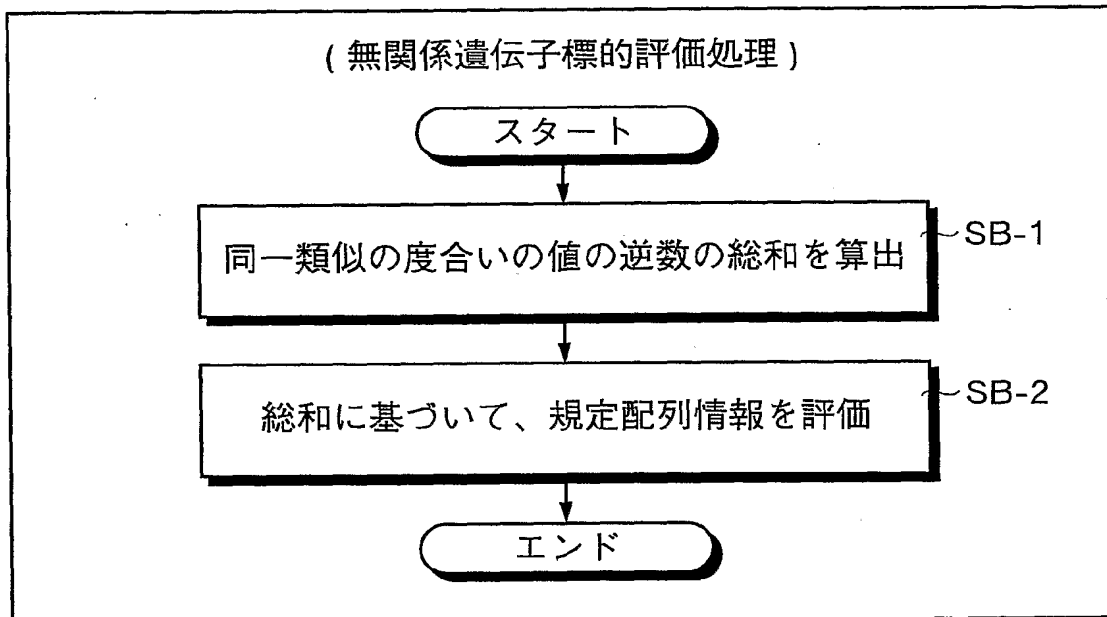 (無関係遺伝子標的評価処理)
スタート
同一類似の度合いの値の逆数の総和を算出
SB-1
総和に基づいて、規定配列情報を評価
SB-2
エンド